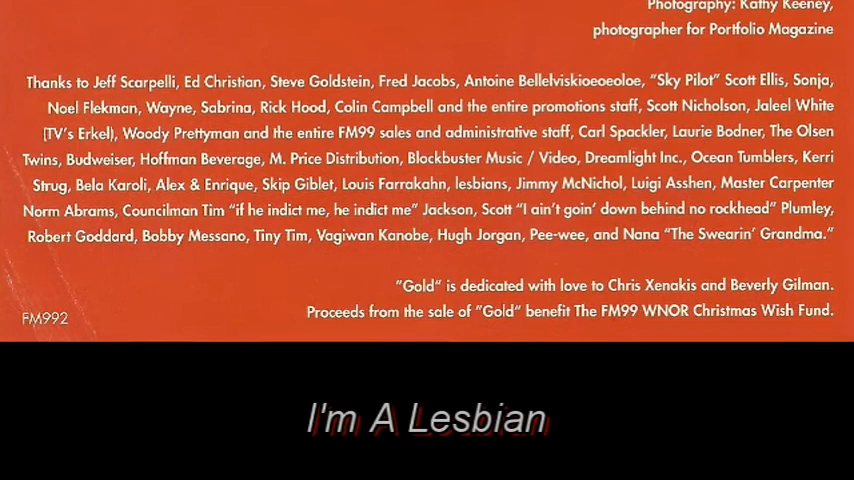 Photography: Kathy Keeney,
photographer for Portfolio Magazine
Thanks to Jeff Scarpelli, Ed Christian, Steve Goldstein, Fred Jacobs, Antoine Bellelviskioeoeoloe, "Sky Pilot" Scott Ellis, Sonja,
Noel Flekman, Wayne, Sabrina, Rick Hood, Colin Campbell and the entire promotions staff, Scott Nicholson, Jaleel White
(TV's Erkel), Woody Prettyman and the entire FM99 sales and administrative staff, Carl Spackler, Laurie Bodner, The Olsen
Twins, Budweiser, Hoffman Beverage, M. Price Distribution, Blockbuster Music / Video, Dreamlight Inc., Ocean Tumblers, Kerri
Strug, Bela Karoli, Alex & Enrique, Skip Giblet, Louis Farrakahn, lesbians, Jimmy McNichol, Luigi Asshen, Master Carpenter
Norm Abrams, Councilman Tim "if he indict me, he indict me" Jackson, Scott "I ain't goin' down behind no rockhead" Plumley,
Robert Goddard, Bobby Messano, Tiny Tim, Vagiwan Kanobe, Hugh Jorgan, Pee-wee, and Nana "The Swearin' Grandma."
"Gold" is dedicated with love to Chris Xenakis and Beverly Gilman.
Proceeds from the sale of "Gold" benefit The FM99 WNOR Christmas Wish Fund.
FM992
I'm A Lesbian